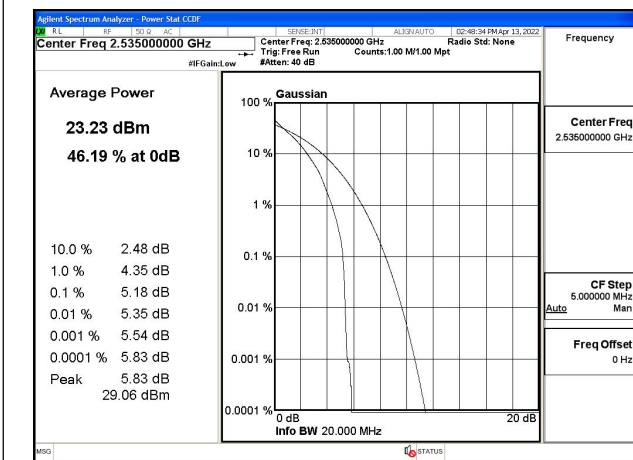 Agilent Spectrum Analyzer - Power Stat CCDF
LXI RL RF 50 Ω AC SENSE:INT ALIGN AUTO 02:48:34 PM Apr 13, 2022
Center Freq 2.535000000 GHz
Center Freq: 2.535000000 GHz Radio Std: None
Trig: Free Run Counts:1.00 M/1.00 Mpt
#IFGain:Low #Atten: 40 dB
Frequency
Average Power
23.23 dBm
46.19 % at 0dB
10.0 % 2.48 dB
1.0 % 4.35 dB
0.1 % 5.18 dB
0.01 % 5.35 dB
0.001 % 5.54 dB
0.0001 % 5.83 dB
Peak 5.83 dB
29.06 dBm
Gaussian
100 %
10 %
1 %
0.1 %
0.01 %
0.001 %
0.0001 %
0 dB 20 dB
Info BW 20.000 MHz
Center Freq
2.535000000 GHz
CF Step
5.000000 MHz
Auto Man
Freq Offset
0 Hz
MSG STATUS